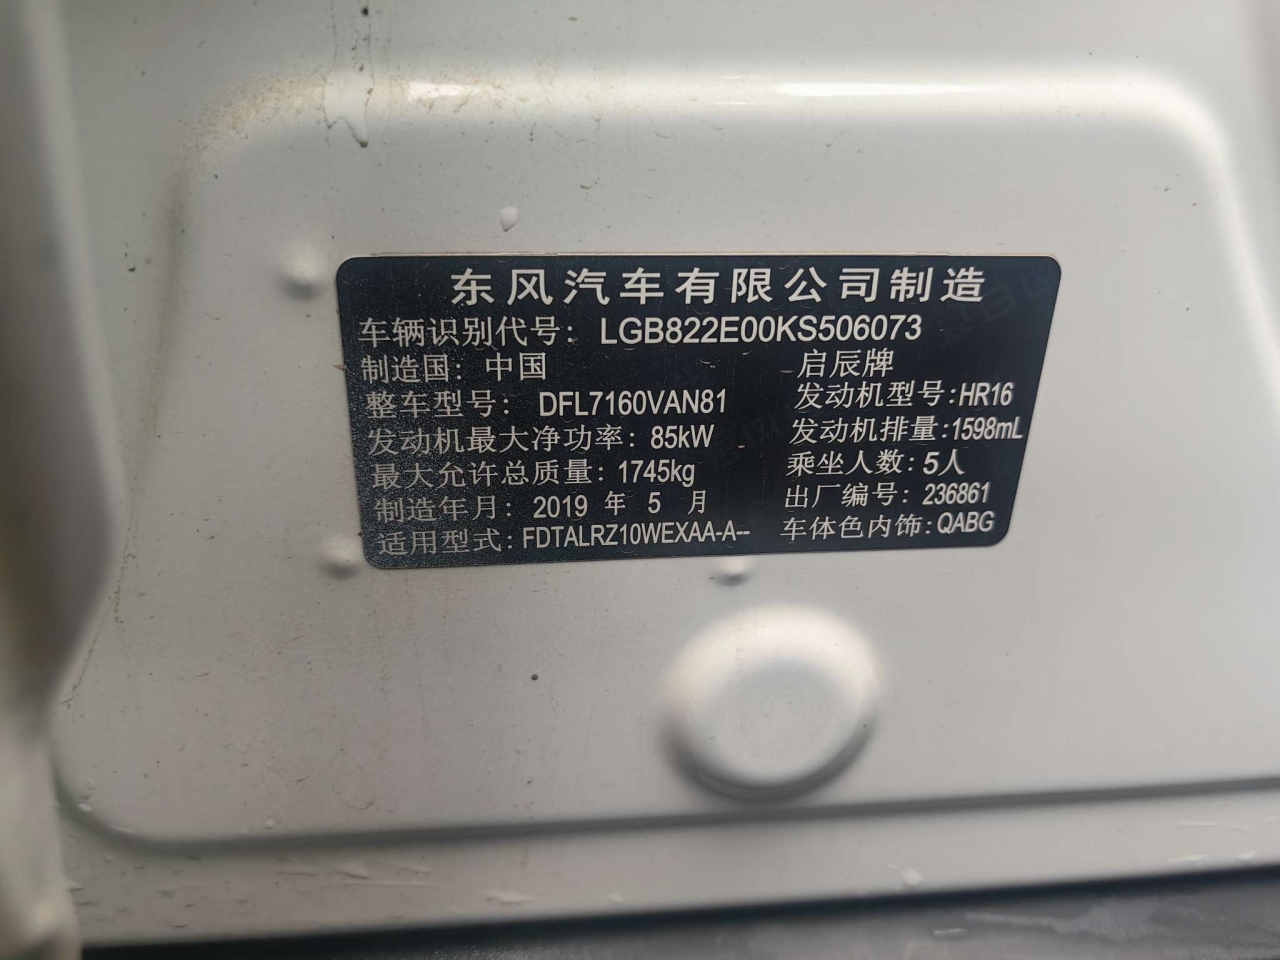 东风汽车有限公司制造
车辆识别代号：LGB822E00KS506073
制造国：中国 启辰牌
整车型号：DFL7160VAN81 发动机型号：HR16
发动机最大净功率：85kW 发动机排量：1598mL
最大允许总质量：1745kg 乘坐人数：5人
制造年月：2019 年 5 月 出厂编号：236861
适用型式：FDTALRZ10WEXAA-A-- 车体色内饰：QABG